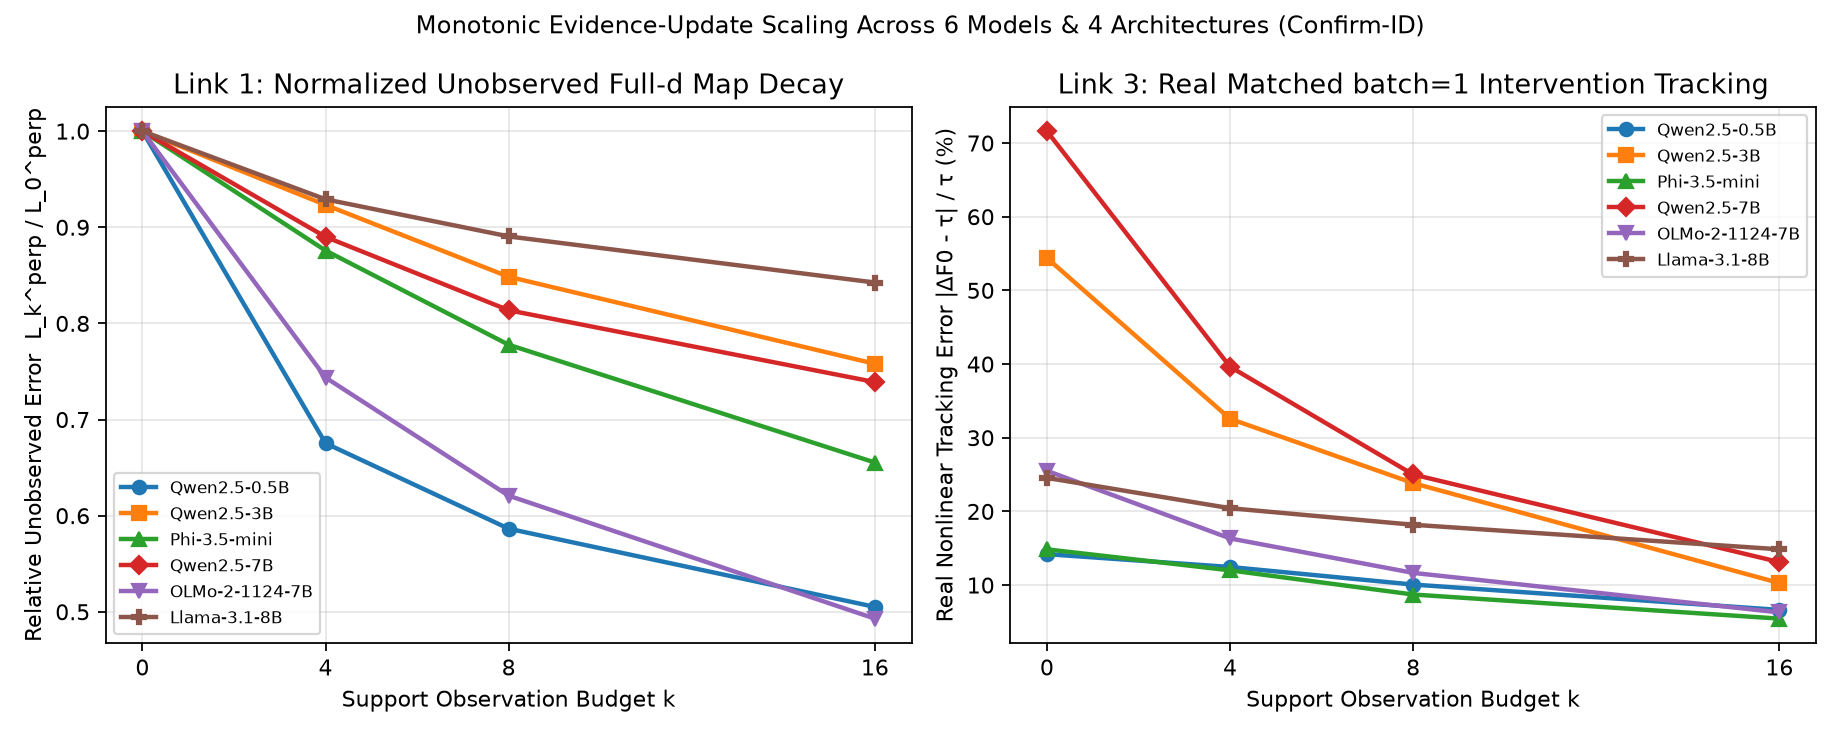 Monotonic Evidence-Update Scaling Across 6 Models & 4 Architectures (Confirm-ID)
Link 1: Normalized Unobserved Full-d Map Decay
Relative Unobserved Error  L_k^perp / L_0^perp
1.0
0.9
0.8
0.7
0.6
0.5
Qwen2.5-0.5B
Qwen2.5-3B
Phi-3.5-mini
Qwen2.5-7B
OLMo-2-1124-7B
Llama-3.1-8B
0
4
8
16
Support Observation Budget k
Link 3: Real Matched batch=1 Intervention Tracking
Real Nonlinear Tracking Error |ΔF0 - τ| / τ (%)
70
60
50
40
30
20
10
Qwen2.5-0.5B
Qwen2.5-3B
Phi-3.5-mini
Qwen2.5-7B
OLMo-2-1124-7B
Llama-3.1-8B
0
4
8
16
Support Observation Budget k